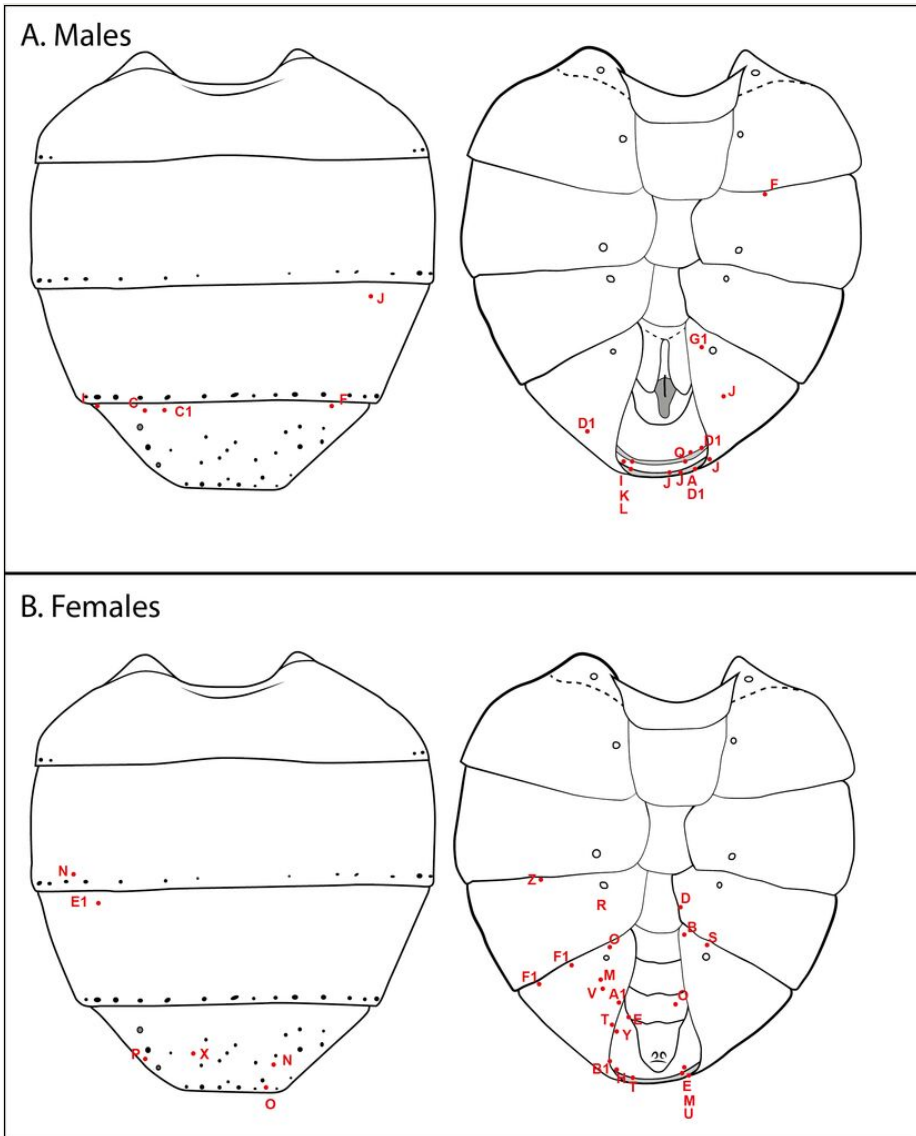 A. Males
F
J
G1
L C C1 F
J
D1 D1
Q J
I J J A
K D1
L
B. Females
N
Z
E1 R D
B S
O
F1
F1 M
V A1 O
T E
Y
P X N
B1 H T E
O M
U